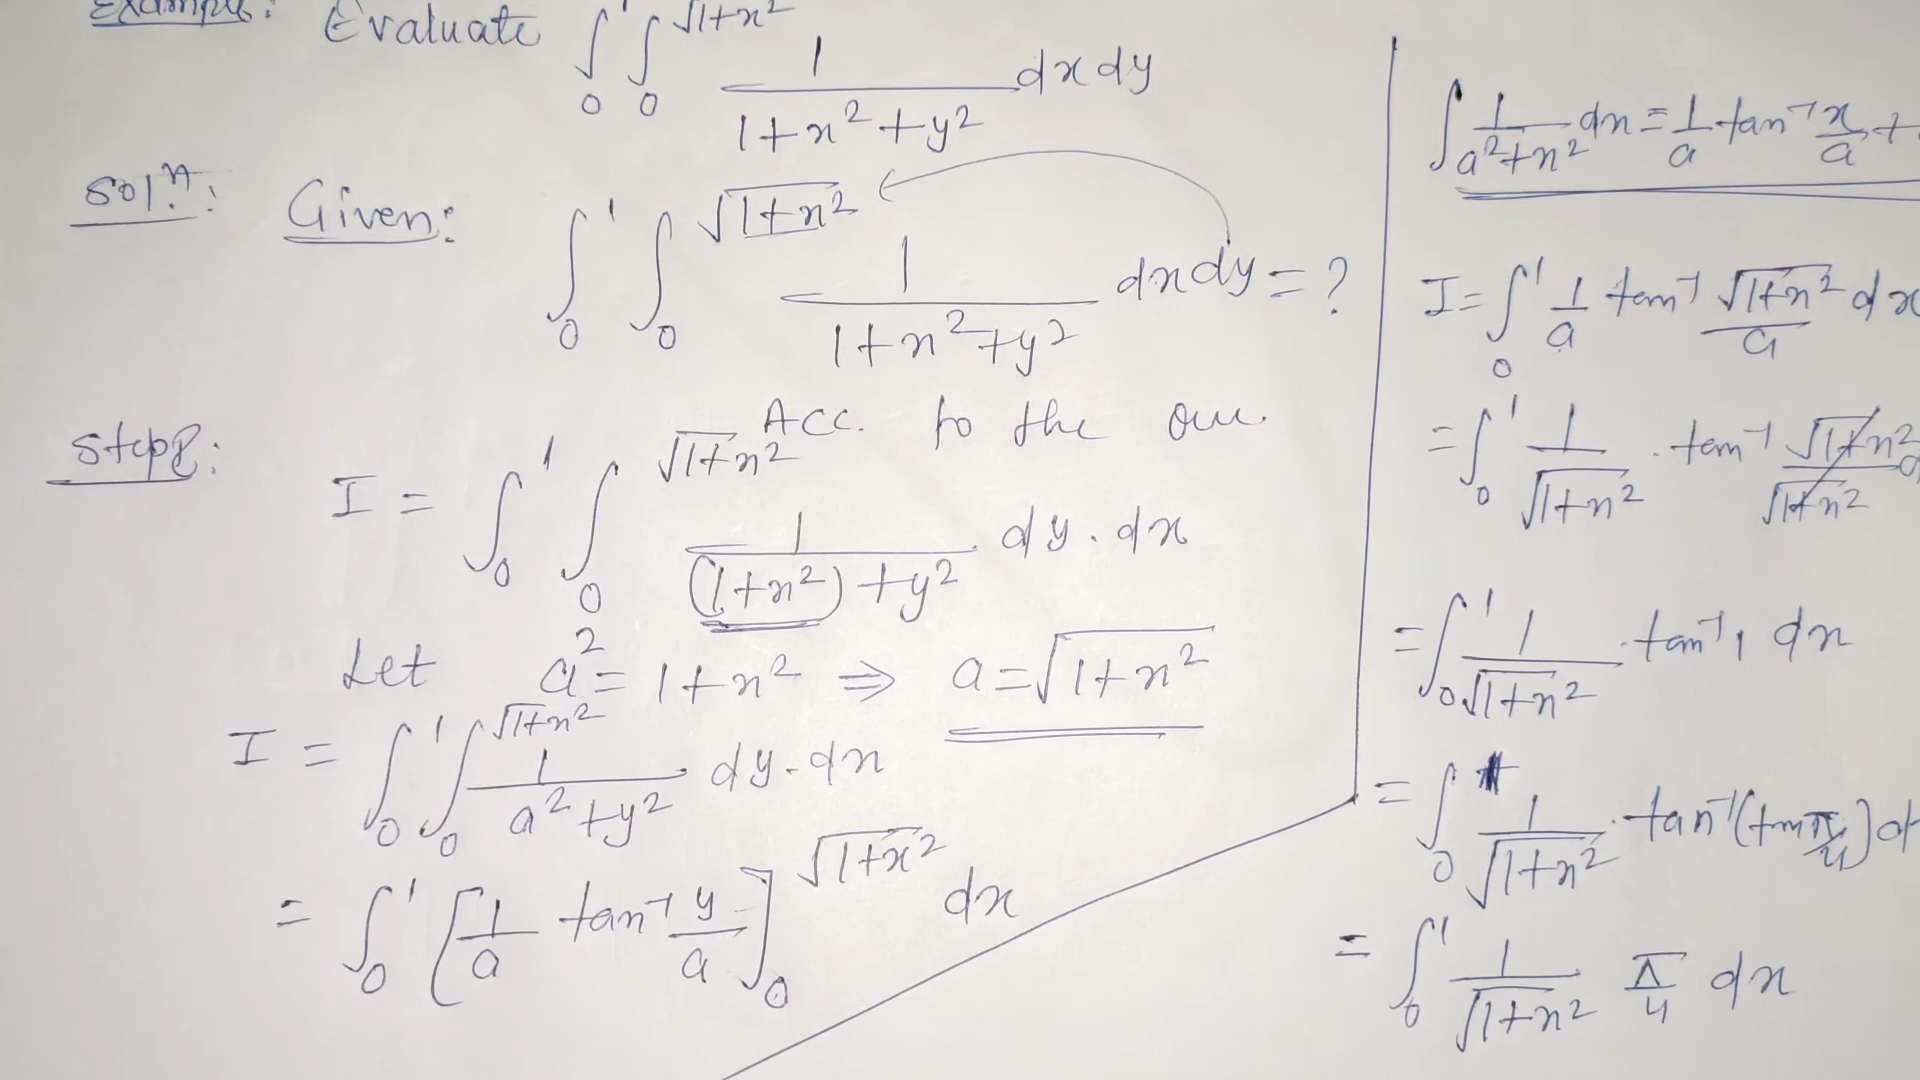 Example: Evaluate ∫₀¹ ∫₀^√1+x² 1/(1+x²+y²) dx dy
Solⁿ: Given: ∫₀¹ ∫₀^√1+x² 1/(1+x²+y²) dx dy = ?
Step: Acc. to the que.
I = ∫₀¹ ∫₀^√1+x² 1/((1+x²)+y²) dy. dx
Let a² = 1+x² ⇒ a = √1+x²
I = ∫₀¹ ∫₀^√1+x² 1/(a²+y²) dy. dx
= ∫₀¹ [1/a tan⁻¹ y/a]₀^√1+x² dx
∫ 1/(a²+x²) dx = 1/a tan⁻¹ x/a +
I = ∫₀¹ 1/a tan⁻¹ √1+x²/a dx
= ∫₀¹ 1/√1+x² . tan⁻¹ √1+x²/√1+x² d
= ∫₀¹ 1/√1+x² . tan⁻¹ 1 dx
= ∫₀ 1/√1+x² . tan⁻¹(tan π/4) d
= ∫₀¹ 1/√1+x² π/4 dx